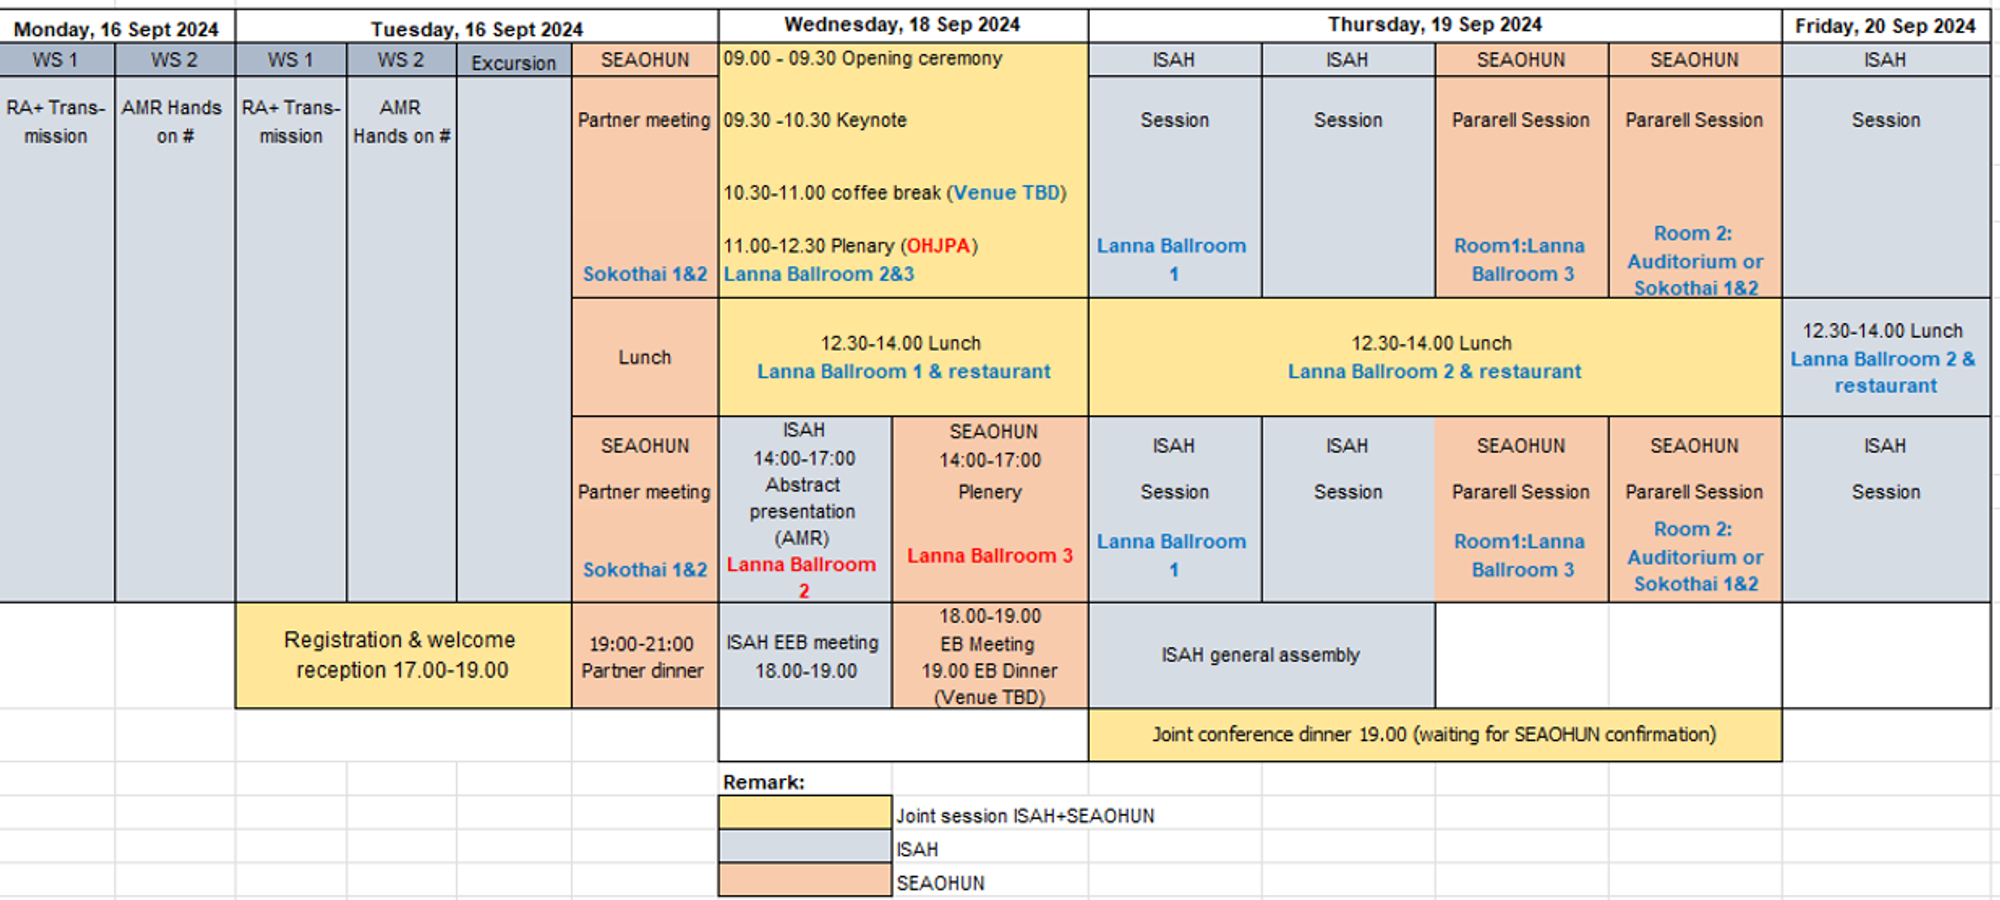 Monday, 16 Sept 2024
Tuesday, 16 Sept 2024
Wednesday, 18 Sep 2024
Thursday, 19 Sep 2024
Friday, 20 Sep 2024
WS 1
WS 2
WS 1
WS 2
Excursion
SEAOHUN
09.00 - 09.30 Opening ceremony
ISAH
ISAH
SEAOHUN
SEAOHUN
ISAH
RA+ Trans-
mission
AMR Hands
on #
RA+ Trans-
mission
AMR
Hands on #
Partner meeting
09.30 -10.30 Keynote
Session
Session
Pararell Session
Pararell Session
Session
10.30-11.00 coffee break (Venue TBD)
11.00-12.30 Plenary (OHJPA)
Sokothai 1&2
Lanna Ballroom 2&3
Lanna Ballroom
1
Room1:Lanna
Ballroom 3
Room 2:
Auditorium or
Sokothai 1&2
Lunch
12.30-14.00 Lunch
Lanna Ballroom 1 & restaurant
12.30-14.00 Lunch
Lanna Ballroom 2 & restaurant
12.30-14.00 Lunch
Lanna Ballroom 2 &
restaurant
SEAOHUN
Partner meeting
Sokothai 1&2
ISAH
14:00-17:00
Abstract
presentation
(AMR)
Lanna Ballroom
2
SEAOHUN
14:00-17:00
Plenery
Lanna Ballroom 3
ISAH
Session
Lanna Ballroom
1
ISAH
Session
SEAOHUN
Pararell Session
Room1:Lanna
Ballroom 3
SEAOHUN
Pararell Session
Room 2:
Auditorium or
Sokothai 1&2
ISAH
Session
Registration & welcome
reception 17.00-19.00
19:00-21:00
Partner dinner
ISAH EEB meeting
18.00-19.00
18.00-19.00
EB Meeting
19.00 EB Dinner
(Venue TBD)
ISAH general assembly
Joint conference dinner 19.00 (waiting for SEAOHUN confirmation)
Remark:
Joint session ISAH+SEAOHUN
ISAH
SEAOHUN